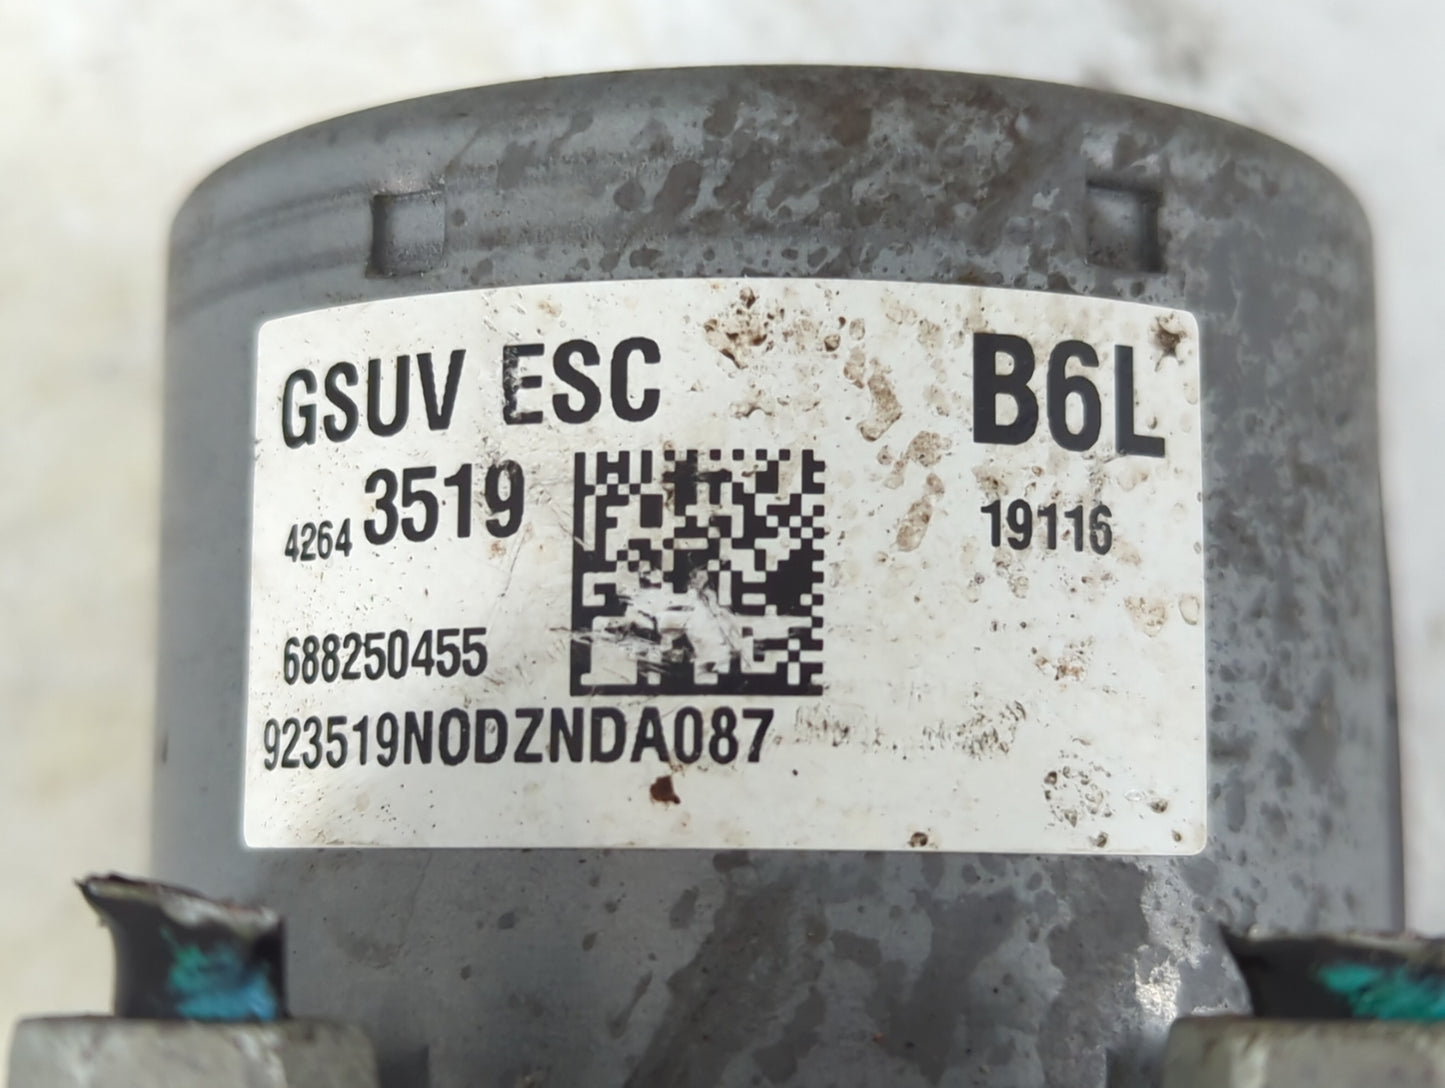 GSUV ESC B6L
4264 3519 19116
688250455
923519NODZNDA087